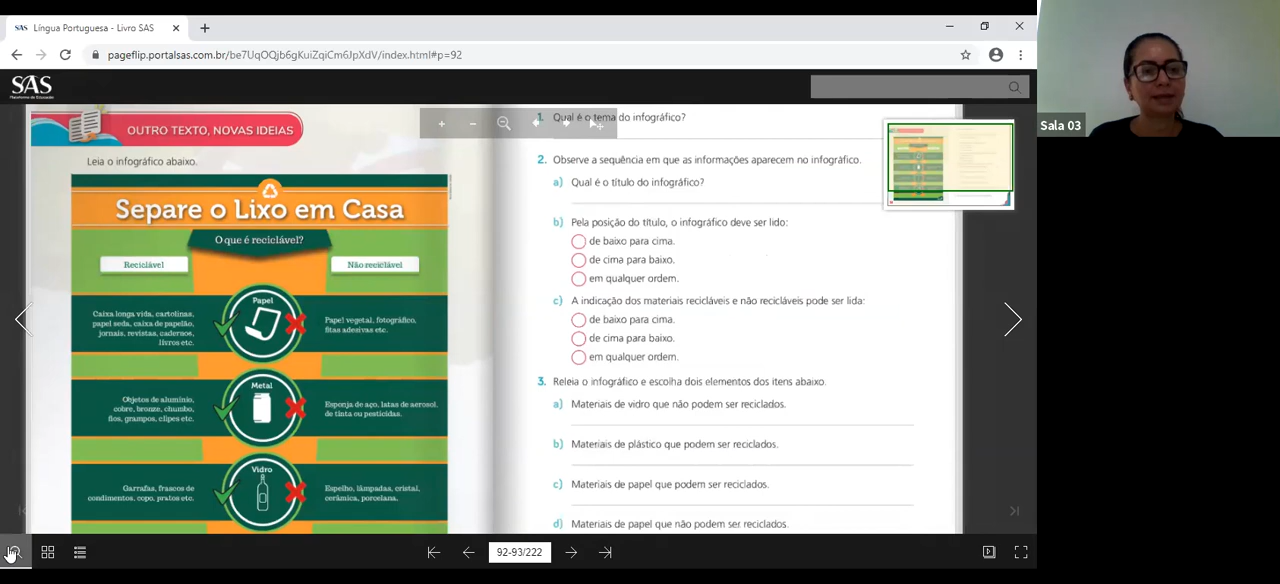 SAS Língua Portuguesa - Livro SAS
pageflip.portalsas.com.br/be7UqOQjb6gKuiZqiCm6JpXdV/index.html#p=92
SAS
Plataforma de Educação
Sala 03
OUTRO TEXTO, NOVAS IDEIAS
Leia o infográfico abaixo.
Separe o Lixo em Casa
O que é reciclável?
Reciclável
Não reciclável
Papel
Caixa longa vida, cartolinas,
papel seda, caixa de papelão,
jornais, revistas, cadernos,
livros etc.
Papel vegetal, fotográfico,
fitas adesivas etc.
Metal
Objetos de alumínio,
cobre, bronze, chumbo,
fios, grampos, clipes etc.
Esponja de aço, latas de aerosol,
de tinta ou pesticidas.
Vidro
Garrafas, frascos de
condimentos, copo, pratos etc.
Espelho, lâmpadas, cristal,
cerâmica, porcelana.
1. Qual é o tema do infográfico?
2. Observe a sequência em que as informações aparecem no infográfico.
a) Qual é o título do infográfico?
b) Pela posição do título, o infográfico deve ser lido:
de baixo para cima.
de cima para baixo.
em qualquer ordem.
c) A indicação dos materiais recicláveis e não recicláveis pode ser lida:
de baixo para cima.
de cima para baixo.
em qualquer ordem.
3. Releia o infográfico e escolha dois elementos dos itens abaixo.
a) Materiais de vidro que não podem ser reciclados.
b) Materiais de plástico que podem ser reciclados.
c) Materiais de papel que podem ser reciclados.
d) Materiais de papel que não podem ser reciclados.
92-93/222